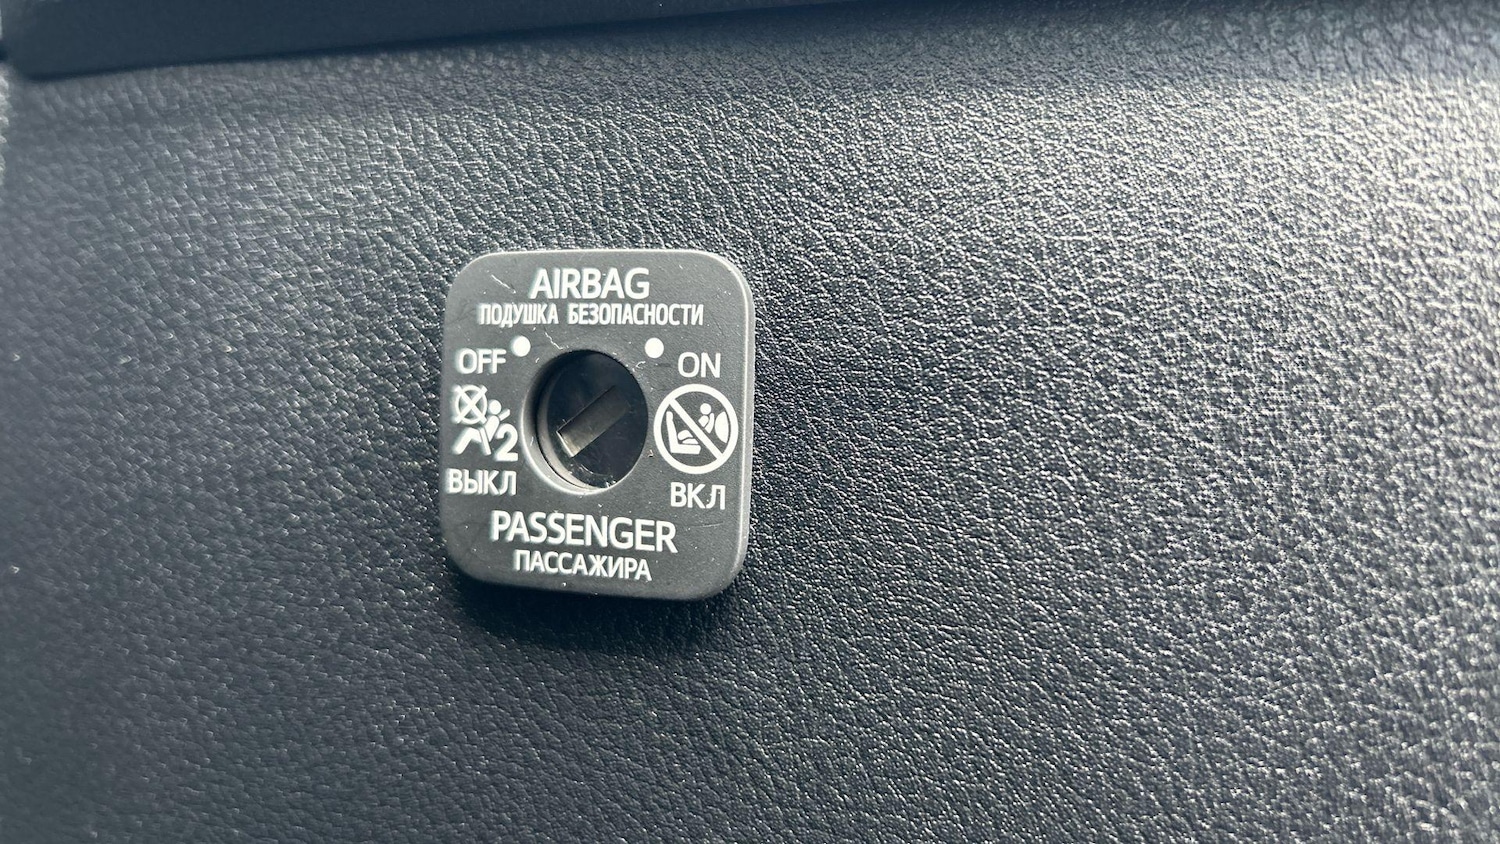 AIRBAG
ПОДУШКА БЕЗОПАСНОСТИ
OFF ON
2
ВЫКЛ ВКЛ
PASSENGER
ПАССАЖИРА